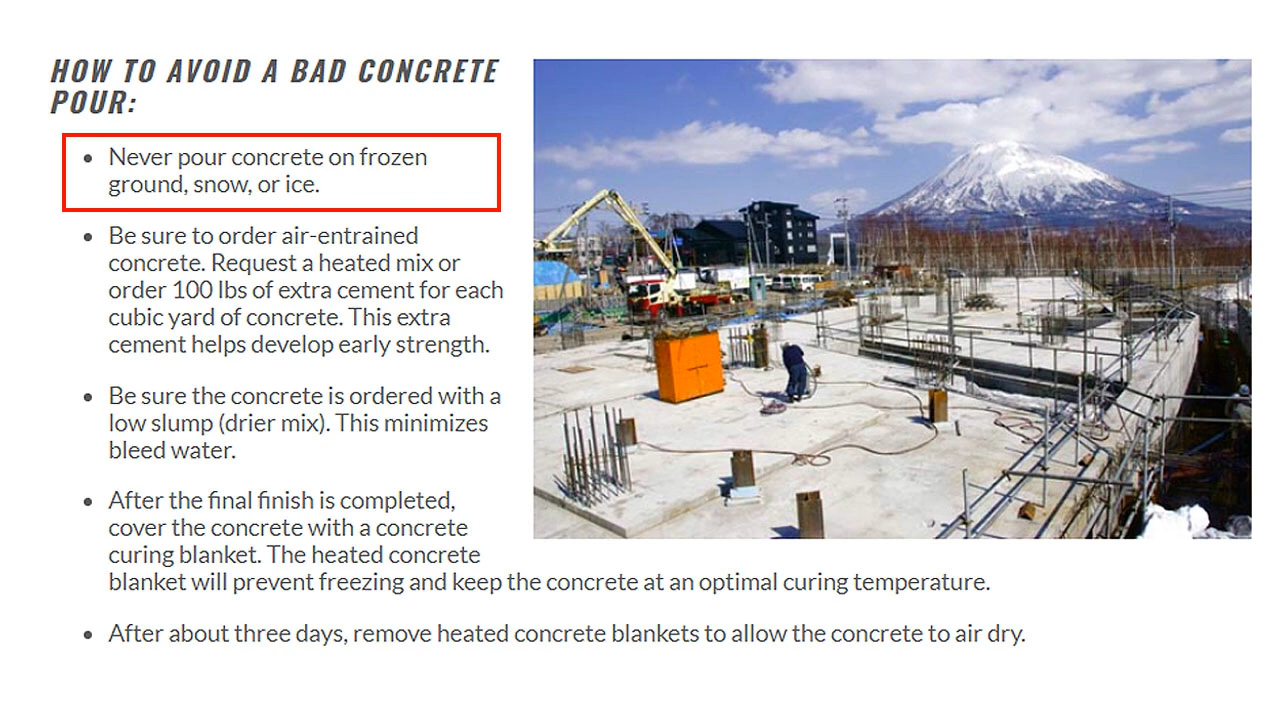 HOW TO AVOID A BAD CONCRETE
POUR:
• Never pour concrete on frozen
ground, snow, or ice.
• Be sure to order air-entrained
concrete. Request a heated mix or
order 100 lbs of extra cement for each
cubic yard of concrete. This extra
cement helps develop early strength.
• Be sure the concrete is ordered with a
low slump (drier mix). This minimizes
bleed water.
• After the final finish is completed,
cover the concrete with a concrete
curing blanket. The heated concrete
blanket will prevent freezing and keep the concrete at an optimal curing temperature.
• After about three days, remove heated concrete blankets to allow the concrete to air dry.